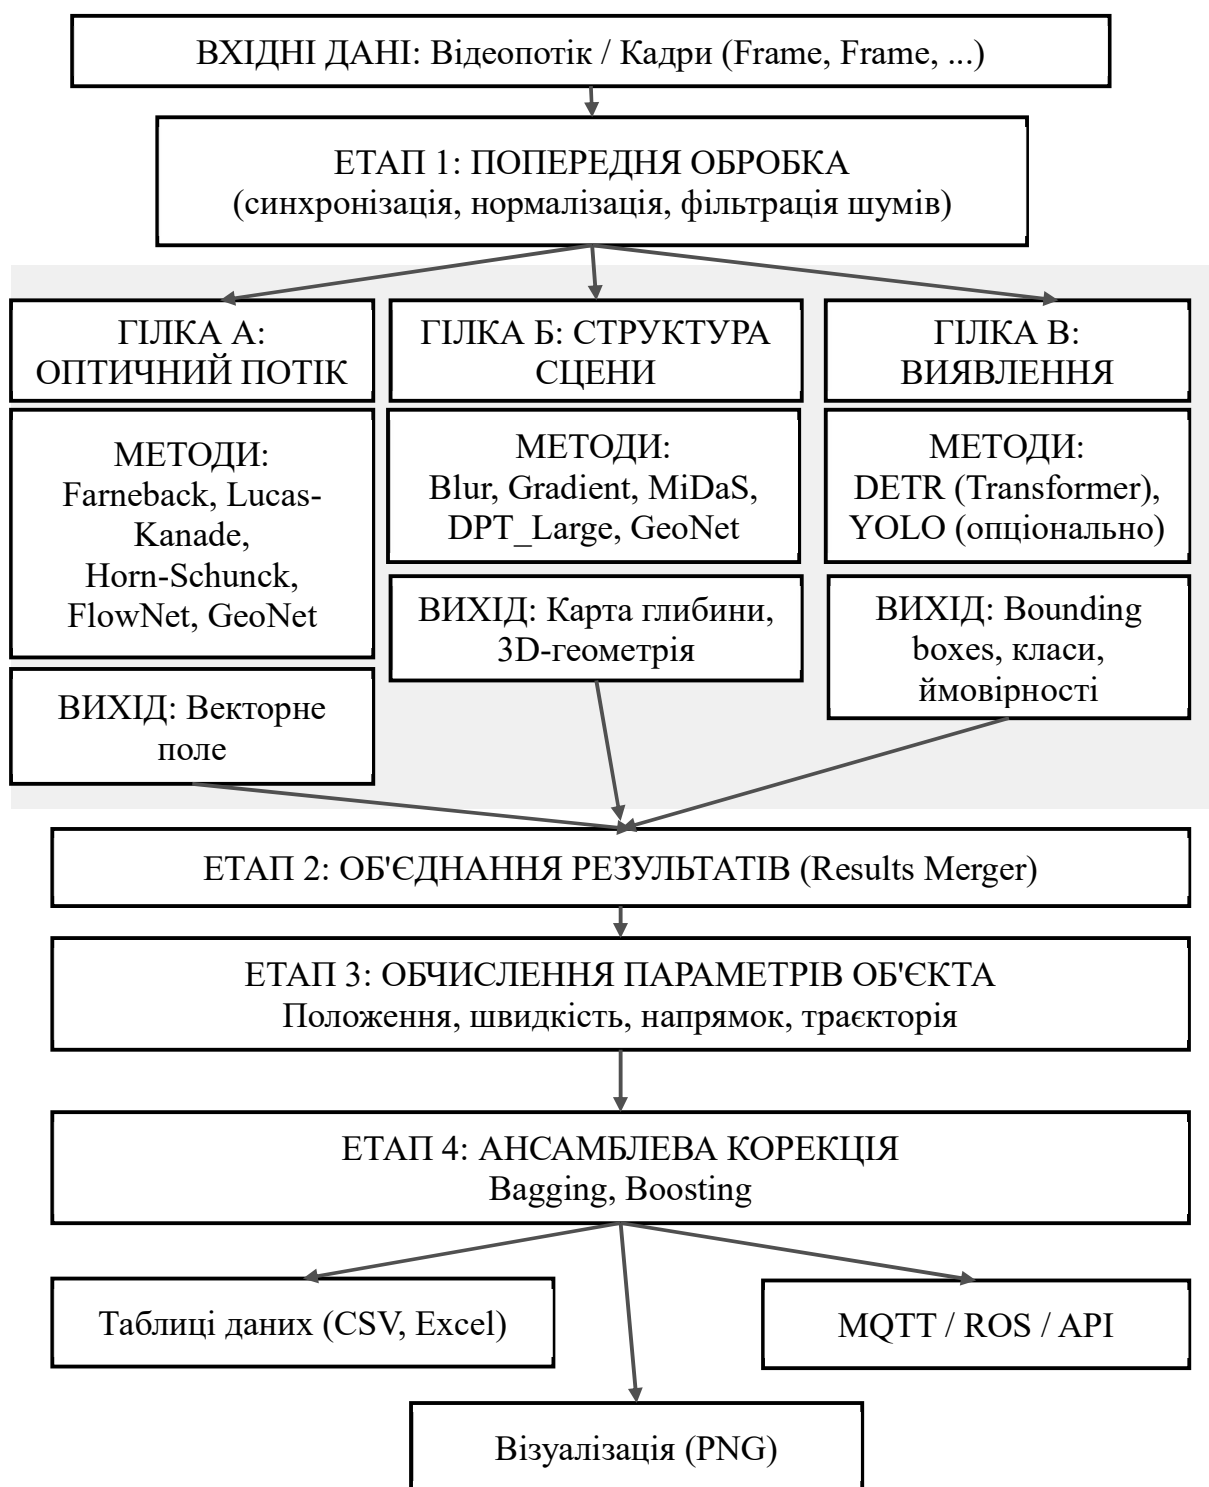 ВХІДНІ ДАНІ: Відеопотік / Кадри (Frame, Frame, ...)
ЕТАП 1: ПОПЕРЕДНЯ ОБРОБКА
(синхронізація, нормалізація, фільтрація шумів)
ГІЛКА А:
ОПТИЧНИЙ ПОТІК
МЕТОДИ:
Farneback, Lucas-
Kanade,
Horn-Schunck,
FlowNet, GeoNet
ВИХІД: Векторне
поле
ГІЛКА Б: СТРУКТУРА
СЦЕНИ
МЕТОДИ:
Blur, Gradient, MiDaS,
DPT_Large, GeoNet
ВИХІД: Карта глибини,
3D-геометрія
ГІЛКА В:
ВИЯВЛЕННЯ
МЕТОДИ:
DETR (Transformer),
YOLO (опціонально)
ВИХІД: Bounding
boxes, класи,
ймовірності
ЕТАП 2: ОБ'ЄДНАННЯ РЕЗУЛЬТАТІВ (Results Merger)
ЕТАП 3: ОБЧИСЛЕННЯ ПАРАМЕТРІВ ОБ'ЄКТА
Положення, швидкість, напрямок, траєкторія
ЕТАП 4: АНСАМБЛЕВА КОРЕКЦІЯ
Bagging, Boosting
Таблиці даних (CSV, Excel)
MQTT / ROS / API
Візуалізація (PNG)